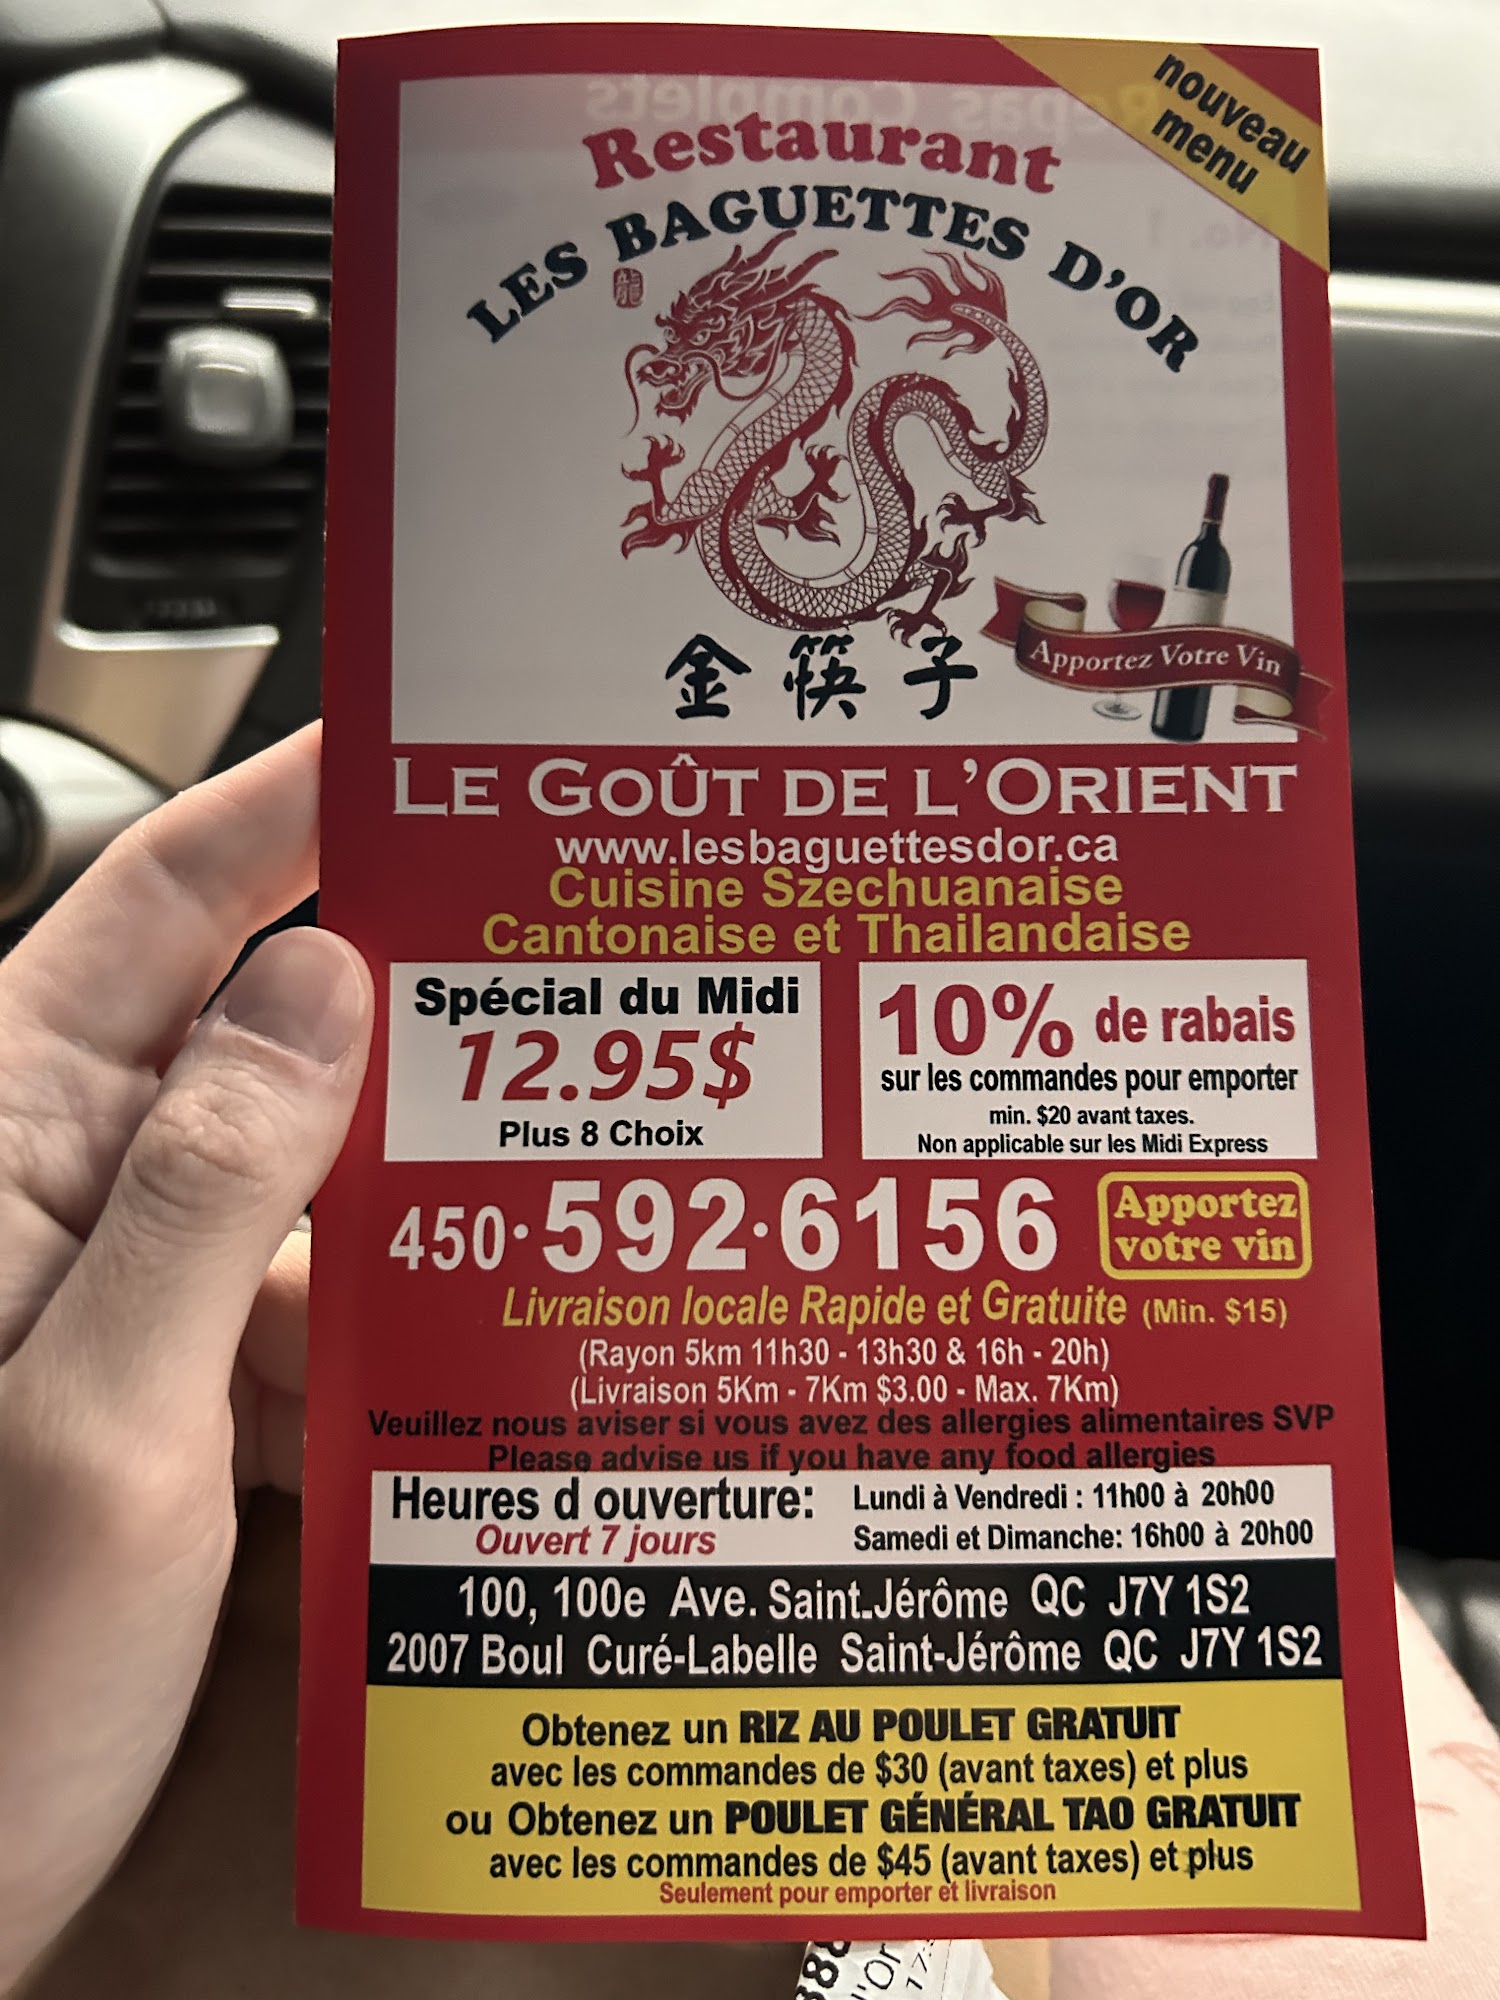 nouveau
menu
Repas Complets
No. 1
Restaurant
LES BAGUETTES D'OR
龍
金筷子
Apportez Votre Vin
LE GOÛT DE L'ORIENT
www.lesbaguettesdor.ca
Cuisine Szechuanaise
Cantonaise et Thailandaise
Spécial du Midi
12.95$
Plus 8 Choix
10% de rabais
sur les commandes pour emporter
min. $20 avant taxes.
Non applicable sur les Midi Express
450·592·6156
Apportez
votre vin
Livraison locale Rapide et Gratuite (Min. $15)
(Rayon 5km 11h30 - 13h30 & 16h - 20h)
(Livraison 5Km - 7Km $3.00 - Max. 7Km)
Veuillez nous aviser si vous avez des allergies alimentaires SVP
Please advise us if you have any food allergies
Heures d ouverture:
Ouvert 7 jours
Lundi à Vendredi : 11h00 à 20h00
Samedi et Dimanche: 16h00 à 20h00
100, 100e Ave. Saint-Jérôme QC J7Y 1S2
2007 Boul Curé-Labelle Saint-Jérôme QC J7Y 1S2
Obtenez un RIZ AU POULET GRATUIT
avec les commandes de $30 (avant taxes) et plus
ou Obtenez un POULET GÉNÉRAL TAO GRATUIT
avec les commandes de $45 (avant taxes) et plus
Seulement pour emporter et livraison